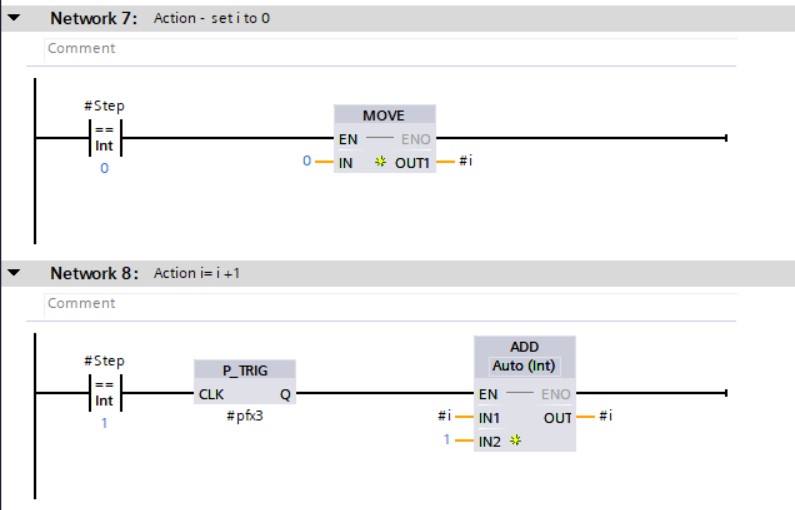 Network 7: Action - set i to 0
Comment
#Step
==
Int
0
MOVE
EN ENO
0 IN OUT1 #i
Network 8: Action i= i +1
Comment
#Step
==
Int
1
P_TRIG
CLK Q
#pfx3
ADD
Auto (Int)
EN ENO
#i IN1 OUT #i
1 IN2